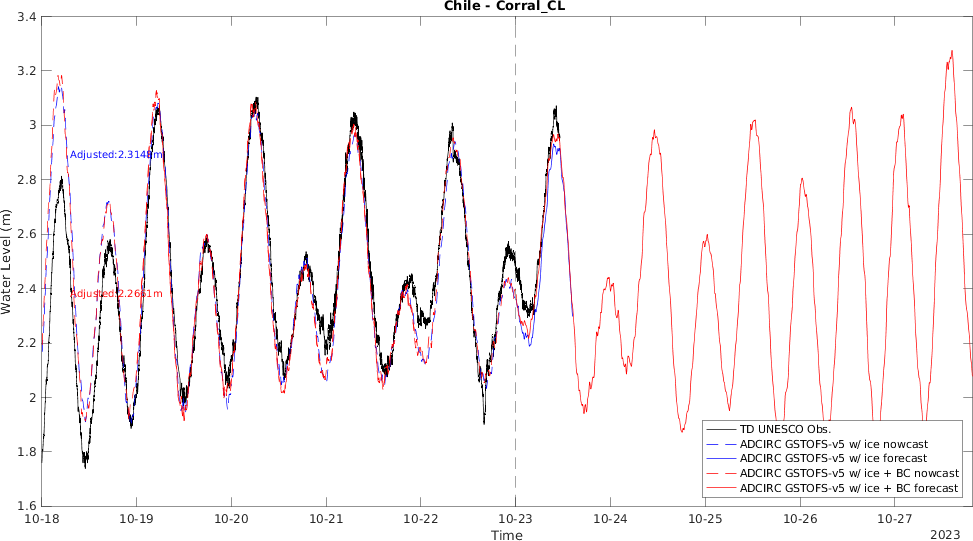 Chile - Corral_CL
3.4
3.2
3
2.8
2.6
2.4
2.2
2
1.8
1.6
Water Level (m)
Adjusted:2.3148m
Adjusted:2.2661m
TD UNESCO Obs.
ADCIRC GSTOFS-v5 w/ ice nowcast
ADCIRC GSTOFS-v5 w/ ice forecast
ADCIRC GSTOFS-v5 w/ ice + BC nowcast
ADCIRC GSTOFS-v5 w/ ice + BC forecast
10-18 10-19 10-20 10-21 10-22 10-23 10-24 10-25 10-26 10-27
Time
2023